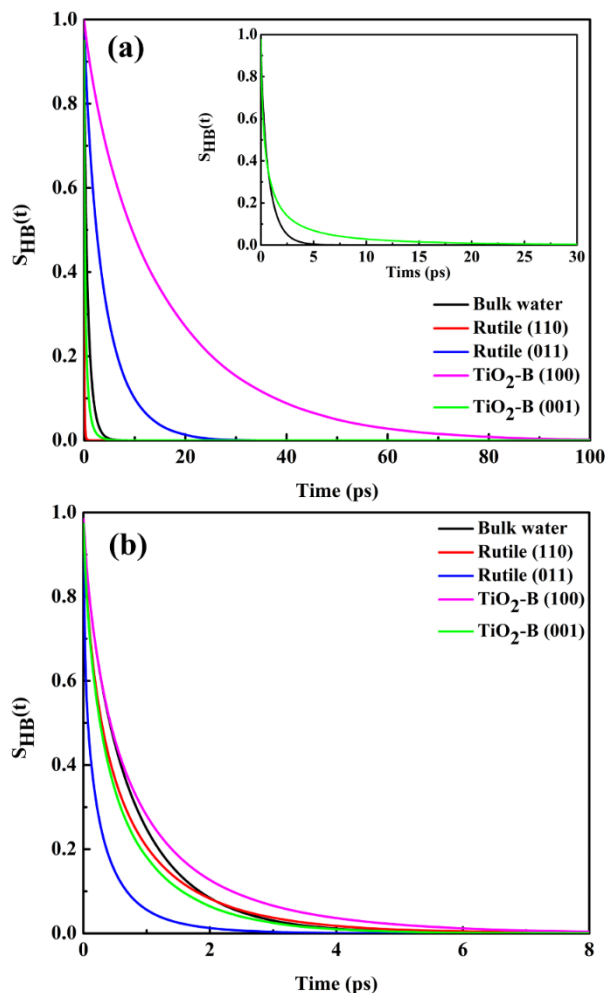 (a)
1.0
0.8
0.6
0.4
0.2
0.0
S_HB(t)
0 20 40 60 80 100
Time (ps)
1.0
0.8
0.6
0.4
0.2
0.0
S_HB(t)
0 5 10 15 20 25 30
Tims (ps)
Bulk water
Rutile (110)
Rutile (011)
TiO2-B (100)
TiO2-B (001)
(b)
1.0
0.8
0.6
0.4
0.2
0.0
S_HB(t)
0 2 4 6 8
Time (ps)
Bulk water
Rutile (110)
Rutile (011)
TiO2-B (100)
TiO2-B (001)